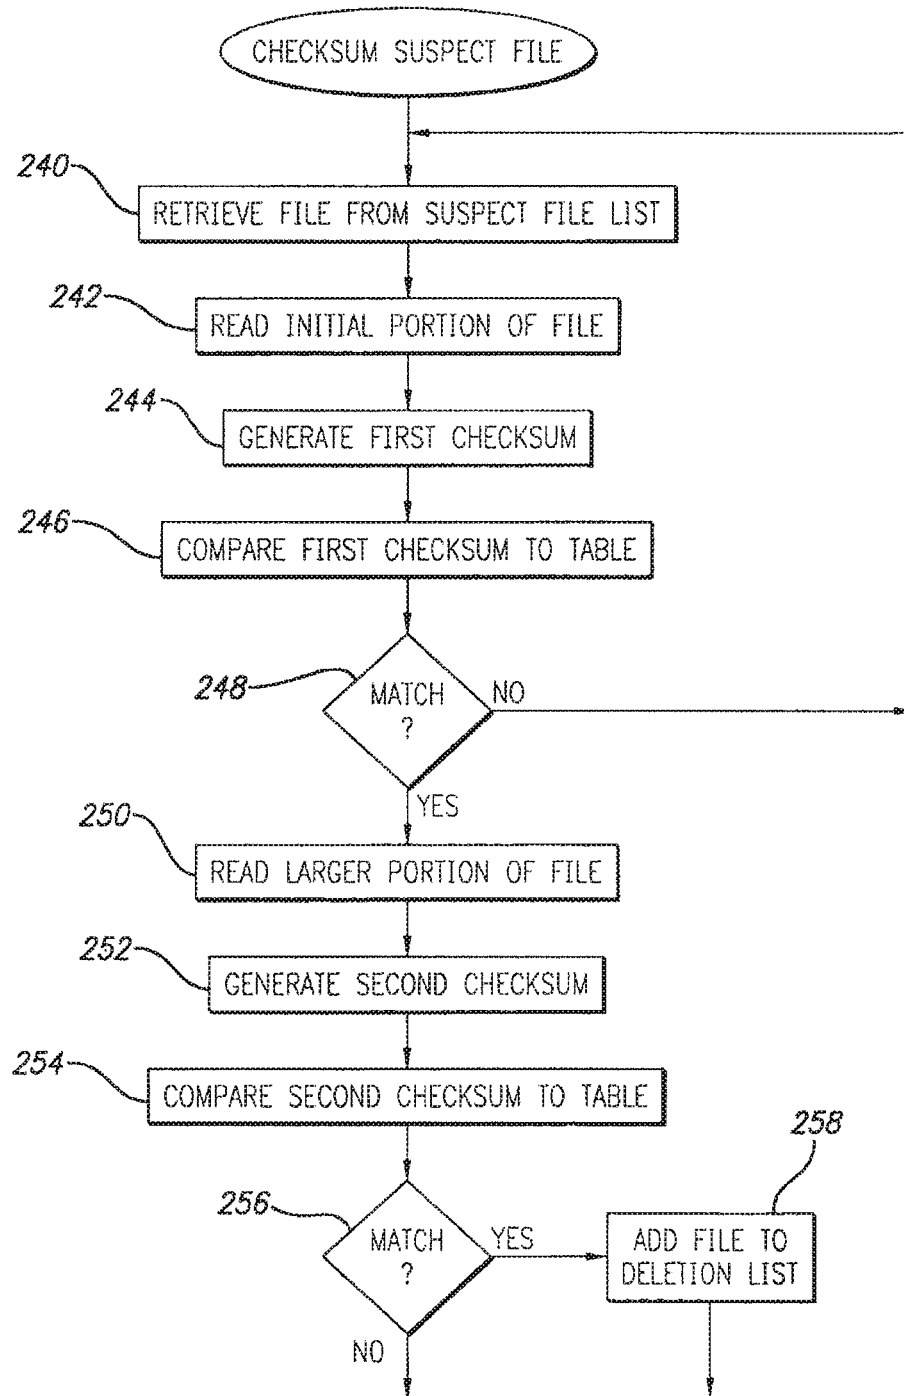 CHECKSUM SUSPECT FILE
240
RETRIEVE FILE FROM SUSPECT FILE LIST
242
READ INITIAL PORTION OF FILE
244
GENERATE FIRST CHECKSUM
246
COMPARE FIRST CHECKSUM TO TABLE
248
MATCH
?
NO
YES
250
READ LARGER PORTION OF FILE
252
GENERATE SECOND CHECKSUM
254
COMPARE SECOND CHECKSUM TO TABLE
256
MATCH
?
YES
258
ADD FILE TO
DELETION LIST
NO